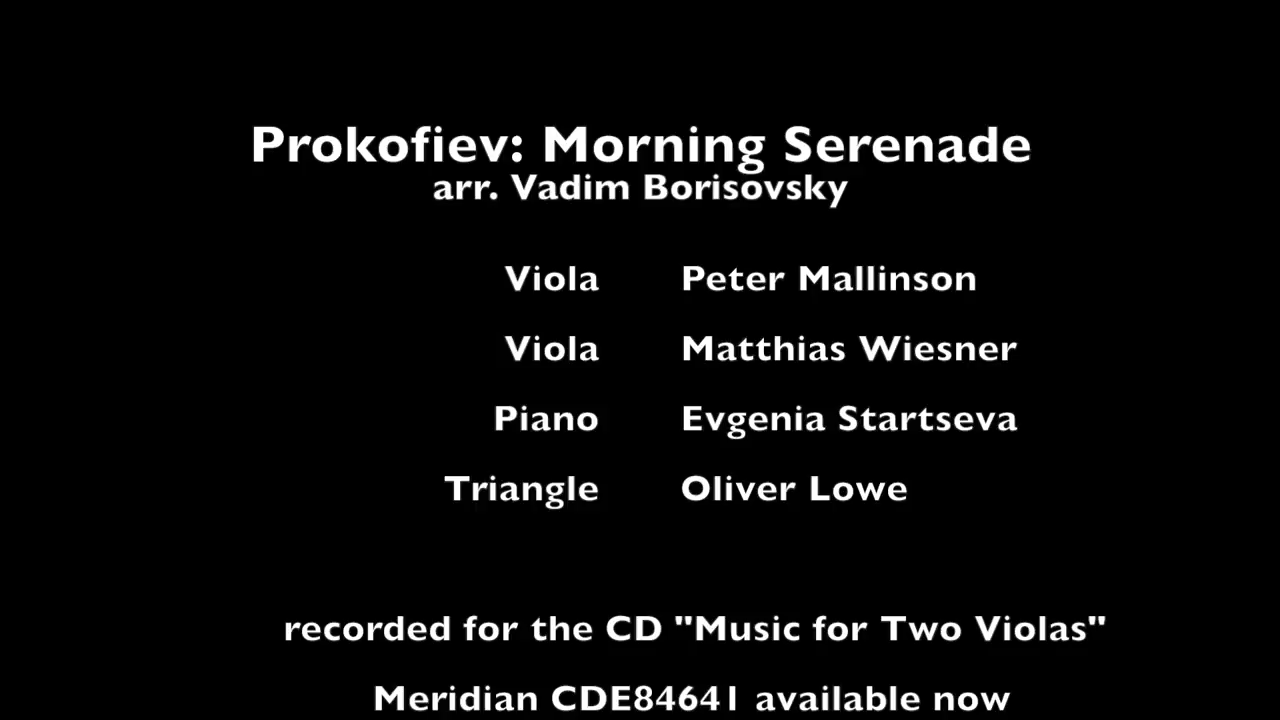 Prokofiev: Morning Serenade
arr. Vadim Borisovsky
Viola Peter Mallinson
Viola Matthias Wiesner
Piano Evgenia Startseva
Triangle Oliver Lowe
recorded for the CD "Music for Two Violas"
Meridian CDE84641 available now